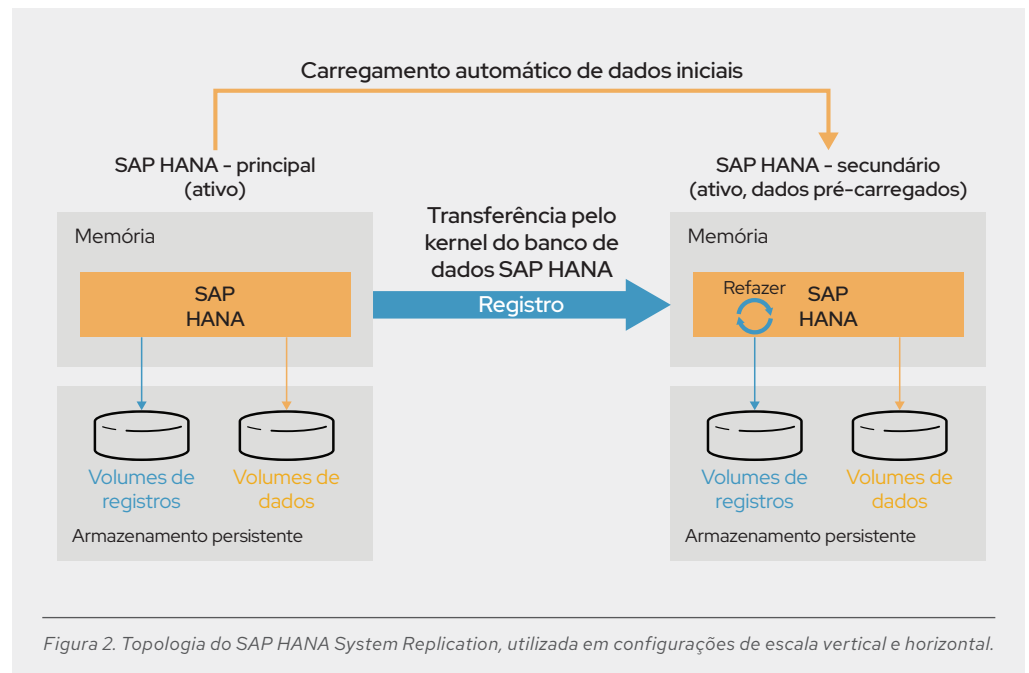 Carregamento automático de dados iniciais
SAP HANA - principal
(ativo)
SAP HANA - secundário
(ativo, dados pré-carregados)
Transferência pelo
kernel do banco de
dados SAP HANA
Registro
Memória
SAP
HANA
Volumes de
registros
Volumes de
dados
Armazenamento persistente
Memória
Refazer
SAP
HANA
Volumes de
registros
Volumes de
dados
Armazenamento persistente
Figura 2. Topologia do SAP HANA System Replication, utilizada em configurações de escala vertical e horizontal.